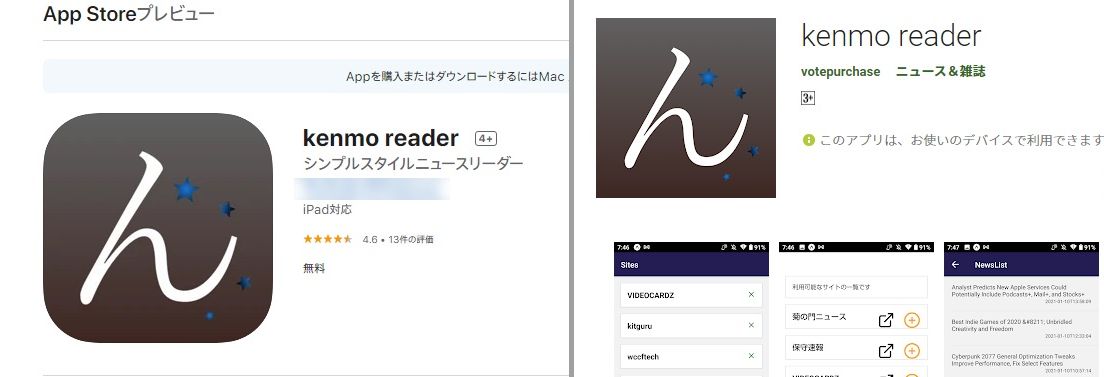 App Storeプレビュー
Appを購入またはダウンロードするにはMac
ん
kenmo reader 4+
シンプルスタイルニュースリーダー
iPad対応
4.6 • 13件の評価
無料
ん
kenmo reader
votepurchase ニュース＆雑誌
3+
このアプリは、お使いのデバイスで利用できます
7:46 91%
Sites
VIDEOCARDZ
kitguru
wccftech
7:46 91%
利用可能なサイトの一覧です
菊の門ニュース
保守速報
VIDEOCARDZ
7:47 91%
NewsList
Analyst Predicts New Apple Services Could
Potentially Include Podcasts+, Mail+, and Stocks+
2021-01-10T13:58:09
Best Indie Games of 2020 &#8211; Unbridled
Creativity and Freedom
2021-01-10T12:33:04
Cyberpunk 2077 General Optimization Tweaks
Improve Performance, Fix Select Features
2021-01-10T10:57:14